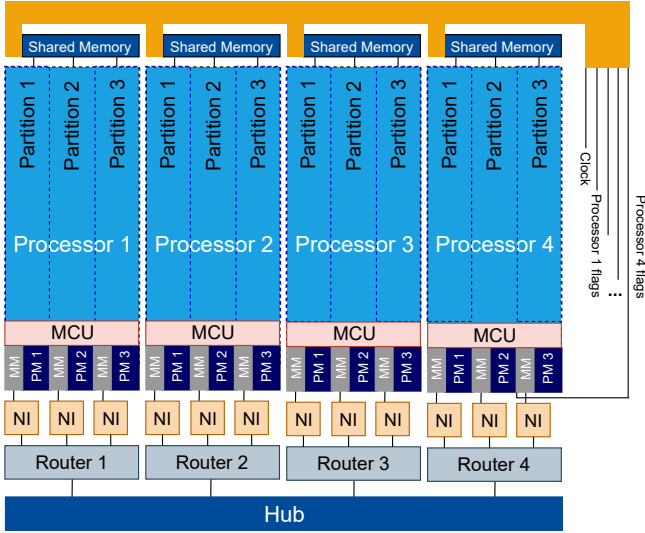 Shared Memory
Shared Memory
Shared Memory
Shared Memory
Partition 1
Partition 2
Partition 3
Partition 1
Partition 2
Partition 3
Partition 1
Partition 2
Partition 3
Partition 1
Partition 2
Partition 3
Clock
Processor 1 flags
...
Processor 4 flags
Processor 1
Processor 2
Processor 3
Processor 4
MCU
MCU
MCU
MCU
MM
PM 1
MM
PM 2
MM
PM 3
MM
PM 1
MM
PM 2
MM
PM 3
MM
PM 1
MM
PM 2
MM
PM 3
MM
PM 1
MM
PM 2
MM
PM 3
NI
NI
NI
NI
NI
NI
NI
NI
NI
NI
NI
NI
Router 1
Router 2
Router 3
Router 4
Hub